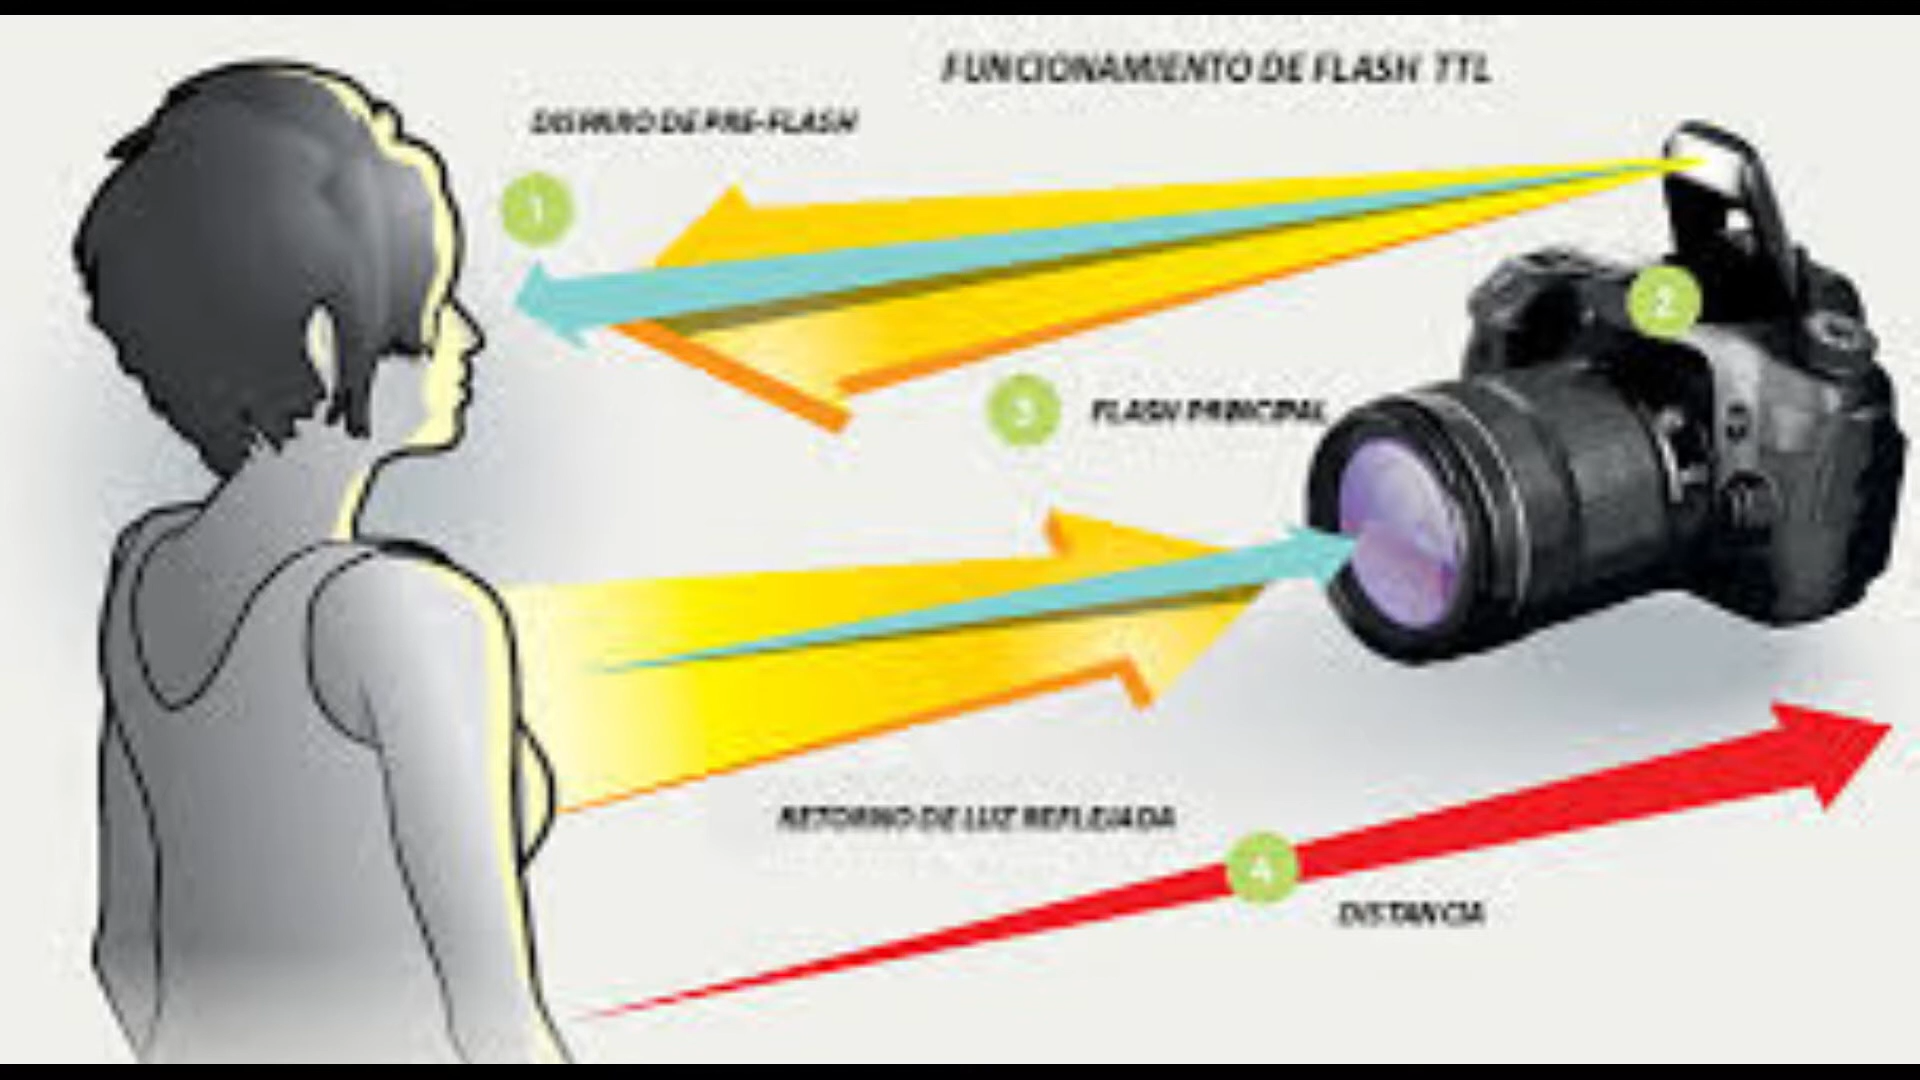 FUNCIONAMIENTO DE FLASH TTL
DISPARO DE PRE-FLASH
1
2
3
FLASH PRINCIPAL
RETORNO DE LUZ REFLEJADA
4
DISTANCIA